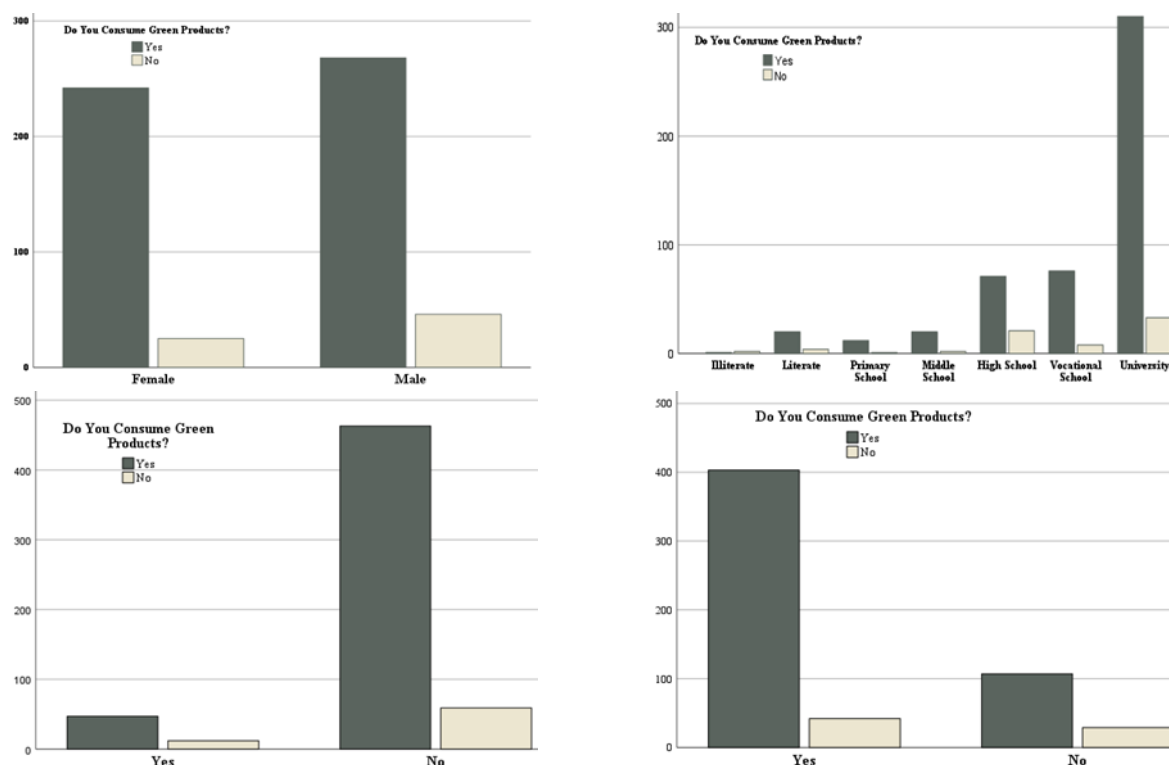 Do You Consume Green Products?
Yes
No
300
200
100
0
Female Male
Do You Consume Green Products?
Yes
No
300
200
100
0
Illiterate Literate Primary School Middle School High School Vocational School University
Do You Consume Green
Products?
Yes
No
500
400
300
200
100
0
Yes No
Do You Consume Green Products?
Yes
No
500
400
300
200
100
0
Yes No